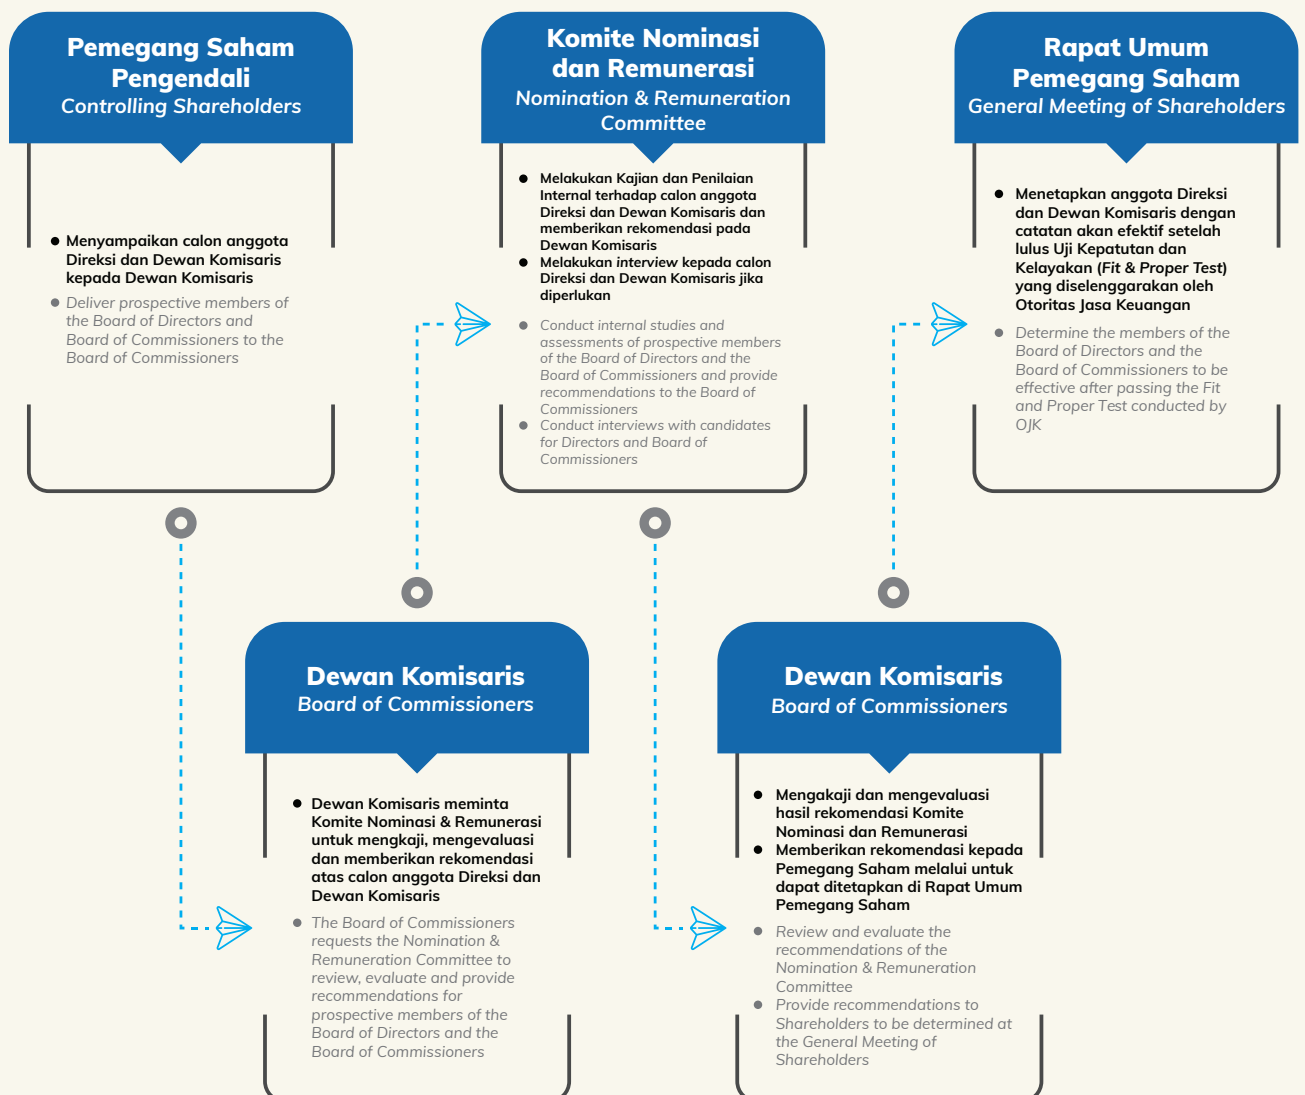 Pemegang Saham
Pengendali
Controlling Shareholders
● Menyampaikan calon anggota
Direksi dan Dewan Komisaris
kepada Dewan Komisaris
● Deliver prospective members of
the Board of Directors and
Board of Commissioners to the
Board of Commissioners
Dewan Komisaris
Board of Commissioners
● Dewan Komisaris meminta
Komite Nominasi & Remunerasi
untuk mengkaji, mengevaluasi
dan memberikan rekomendasi
atas calon anggota Direksi dan
Dewan Komisaris
● The Board of Commissioners
requests the Nomination &
Remuneration Committee to
review, evaluate and provide
recommendations for
prospective members of the
Board of Directors and the
Board of Commissioners
Komite Nominasi
dan Remunerasi
Nomination & Remuneration
Committee
● Melakukan Kajian dan Penilaian
Internal terhadap calon anggota
Direksi dan Dewan Komisaris dan
memberikan rekomendasi pada
Dewan Komisaris
● Melakukan interview kepada calon
Direksi dan Dewan Komisaris jika
diperlukan
● Conduct internal studies and
assessments of prospective members
of the Board of Directors and the
Board of Commissioners and provide
recommendations to the Board of
Commissioners
● Conduct interviews with candidates
for Directors and Board of
Commissioners
Dewan Komisaris
Board of Commissioners
● Mengakaji dan mengevaluasi
hasil rekomendasi Komite
Nominasi dan Remunerasi
● Memberikan rekomendasi kepada
Pemegang Saham melalui untuk
dapat ditetapkan di Rapat Umum
Pemegang Saham
● Review and evaluate the
recommendations of the
Nomination & Remuneration
Committee
● Provide recommendations to
Shareholders to be determined at
the General Meeting of
Shareholders
Rapat Umum
Pemegang Saham
General Meeting of Shareholders
● Menetapkan anggota Direksi
dan Dewan Komisaris dengan
catatan akan efektif setelah
lulus Uji Kepatutan dan
Kelayakan (Fit & Proper Test)
yang diselenggarakan oleh
Otoritas Jasa Keuangan
● Determine the members of the
Board of Directors and the
Board of Commissioners to be
effective after passing the Fit
and Proper Test conducted by
OJK